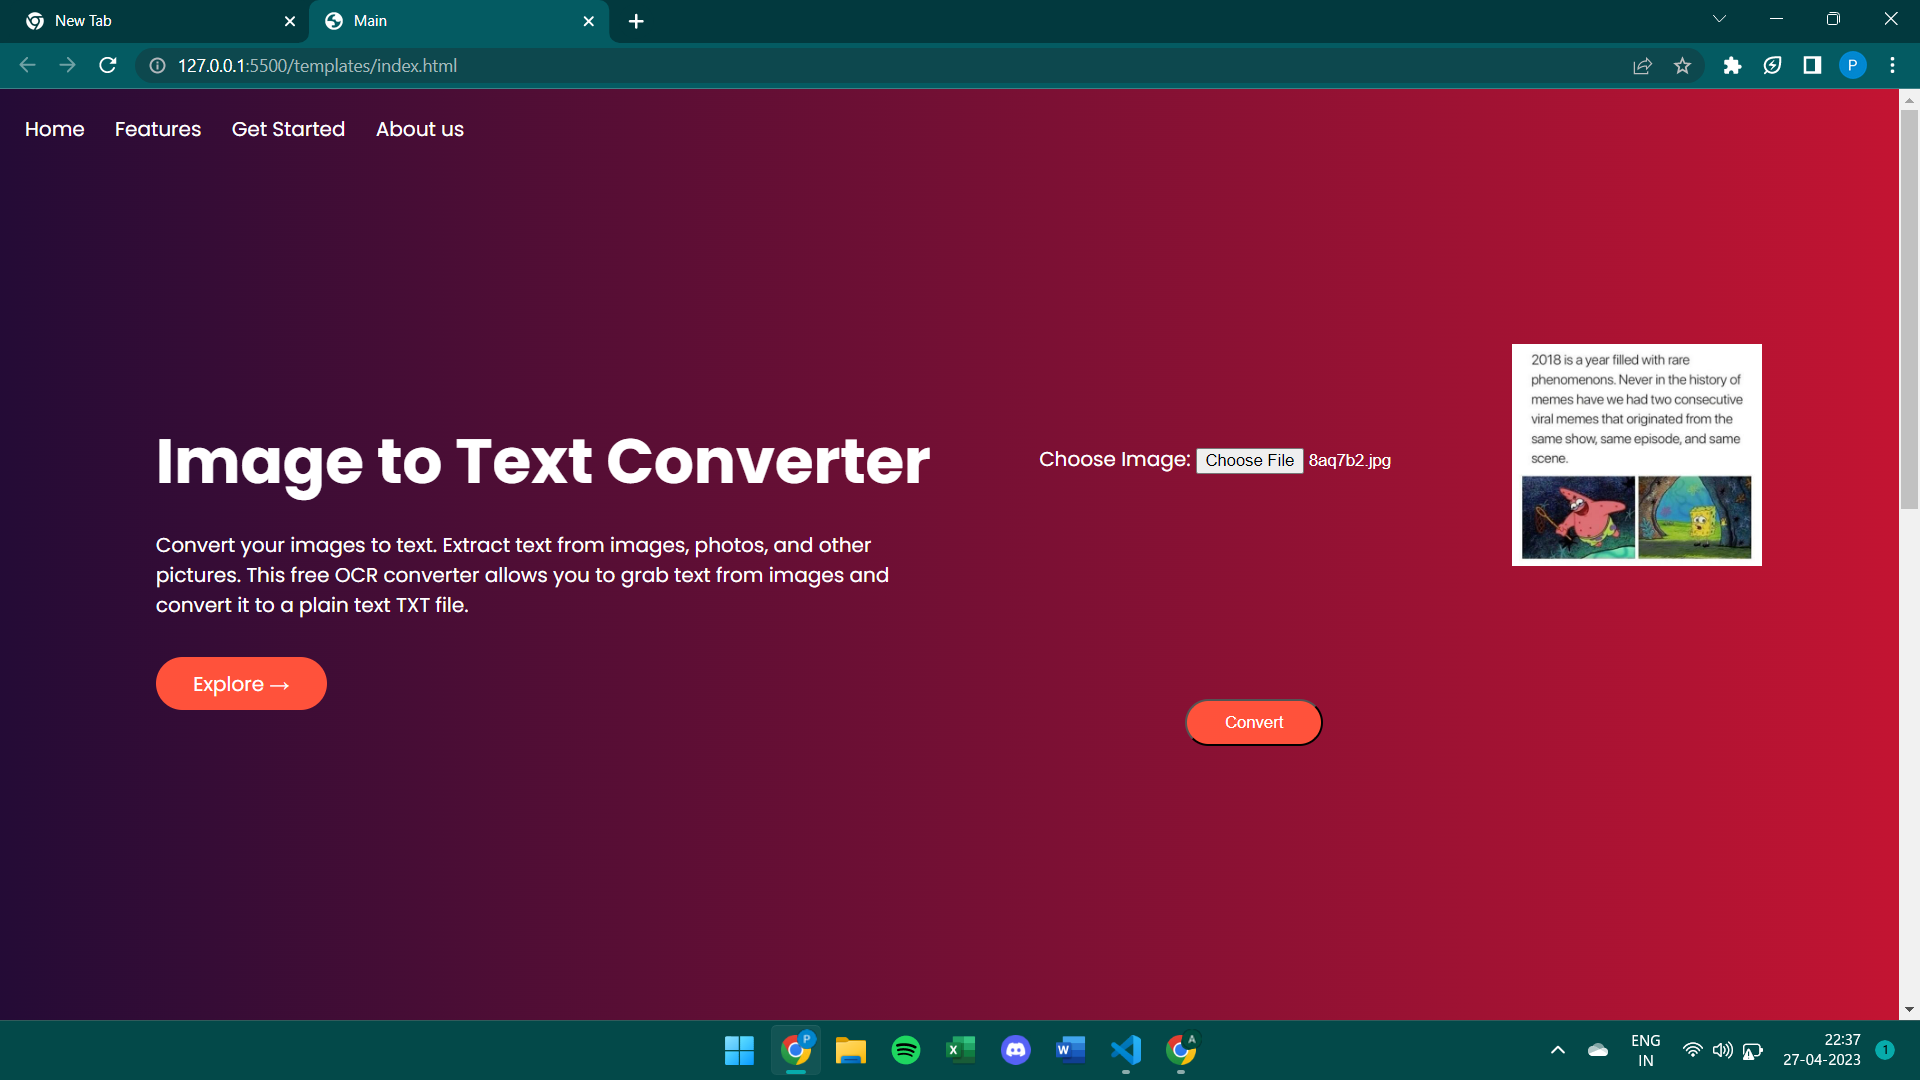 New Tab
Main
127.0.0.1:5500/templates/index.html
P
Home Features Get Started About us
2018 is a year filled with rare
phenomenons. Never in the history of
memes have we had two consecutive
viral memes that originated from the
same show, same episode, and same
scene.
Image to Text Converter
Choose Image: Choose File 8aq7b2.jpg
Convert your images to text. Extract text from images, photos, and other
pictures. This free OCR converter allows you to grab text from images and
convert it to a plain text TXT file.
Explore →
Convert
P
A
ENG
IN
22:37
27-04-2023
1